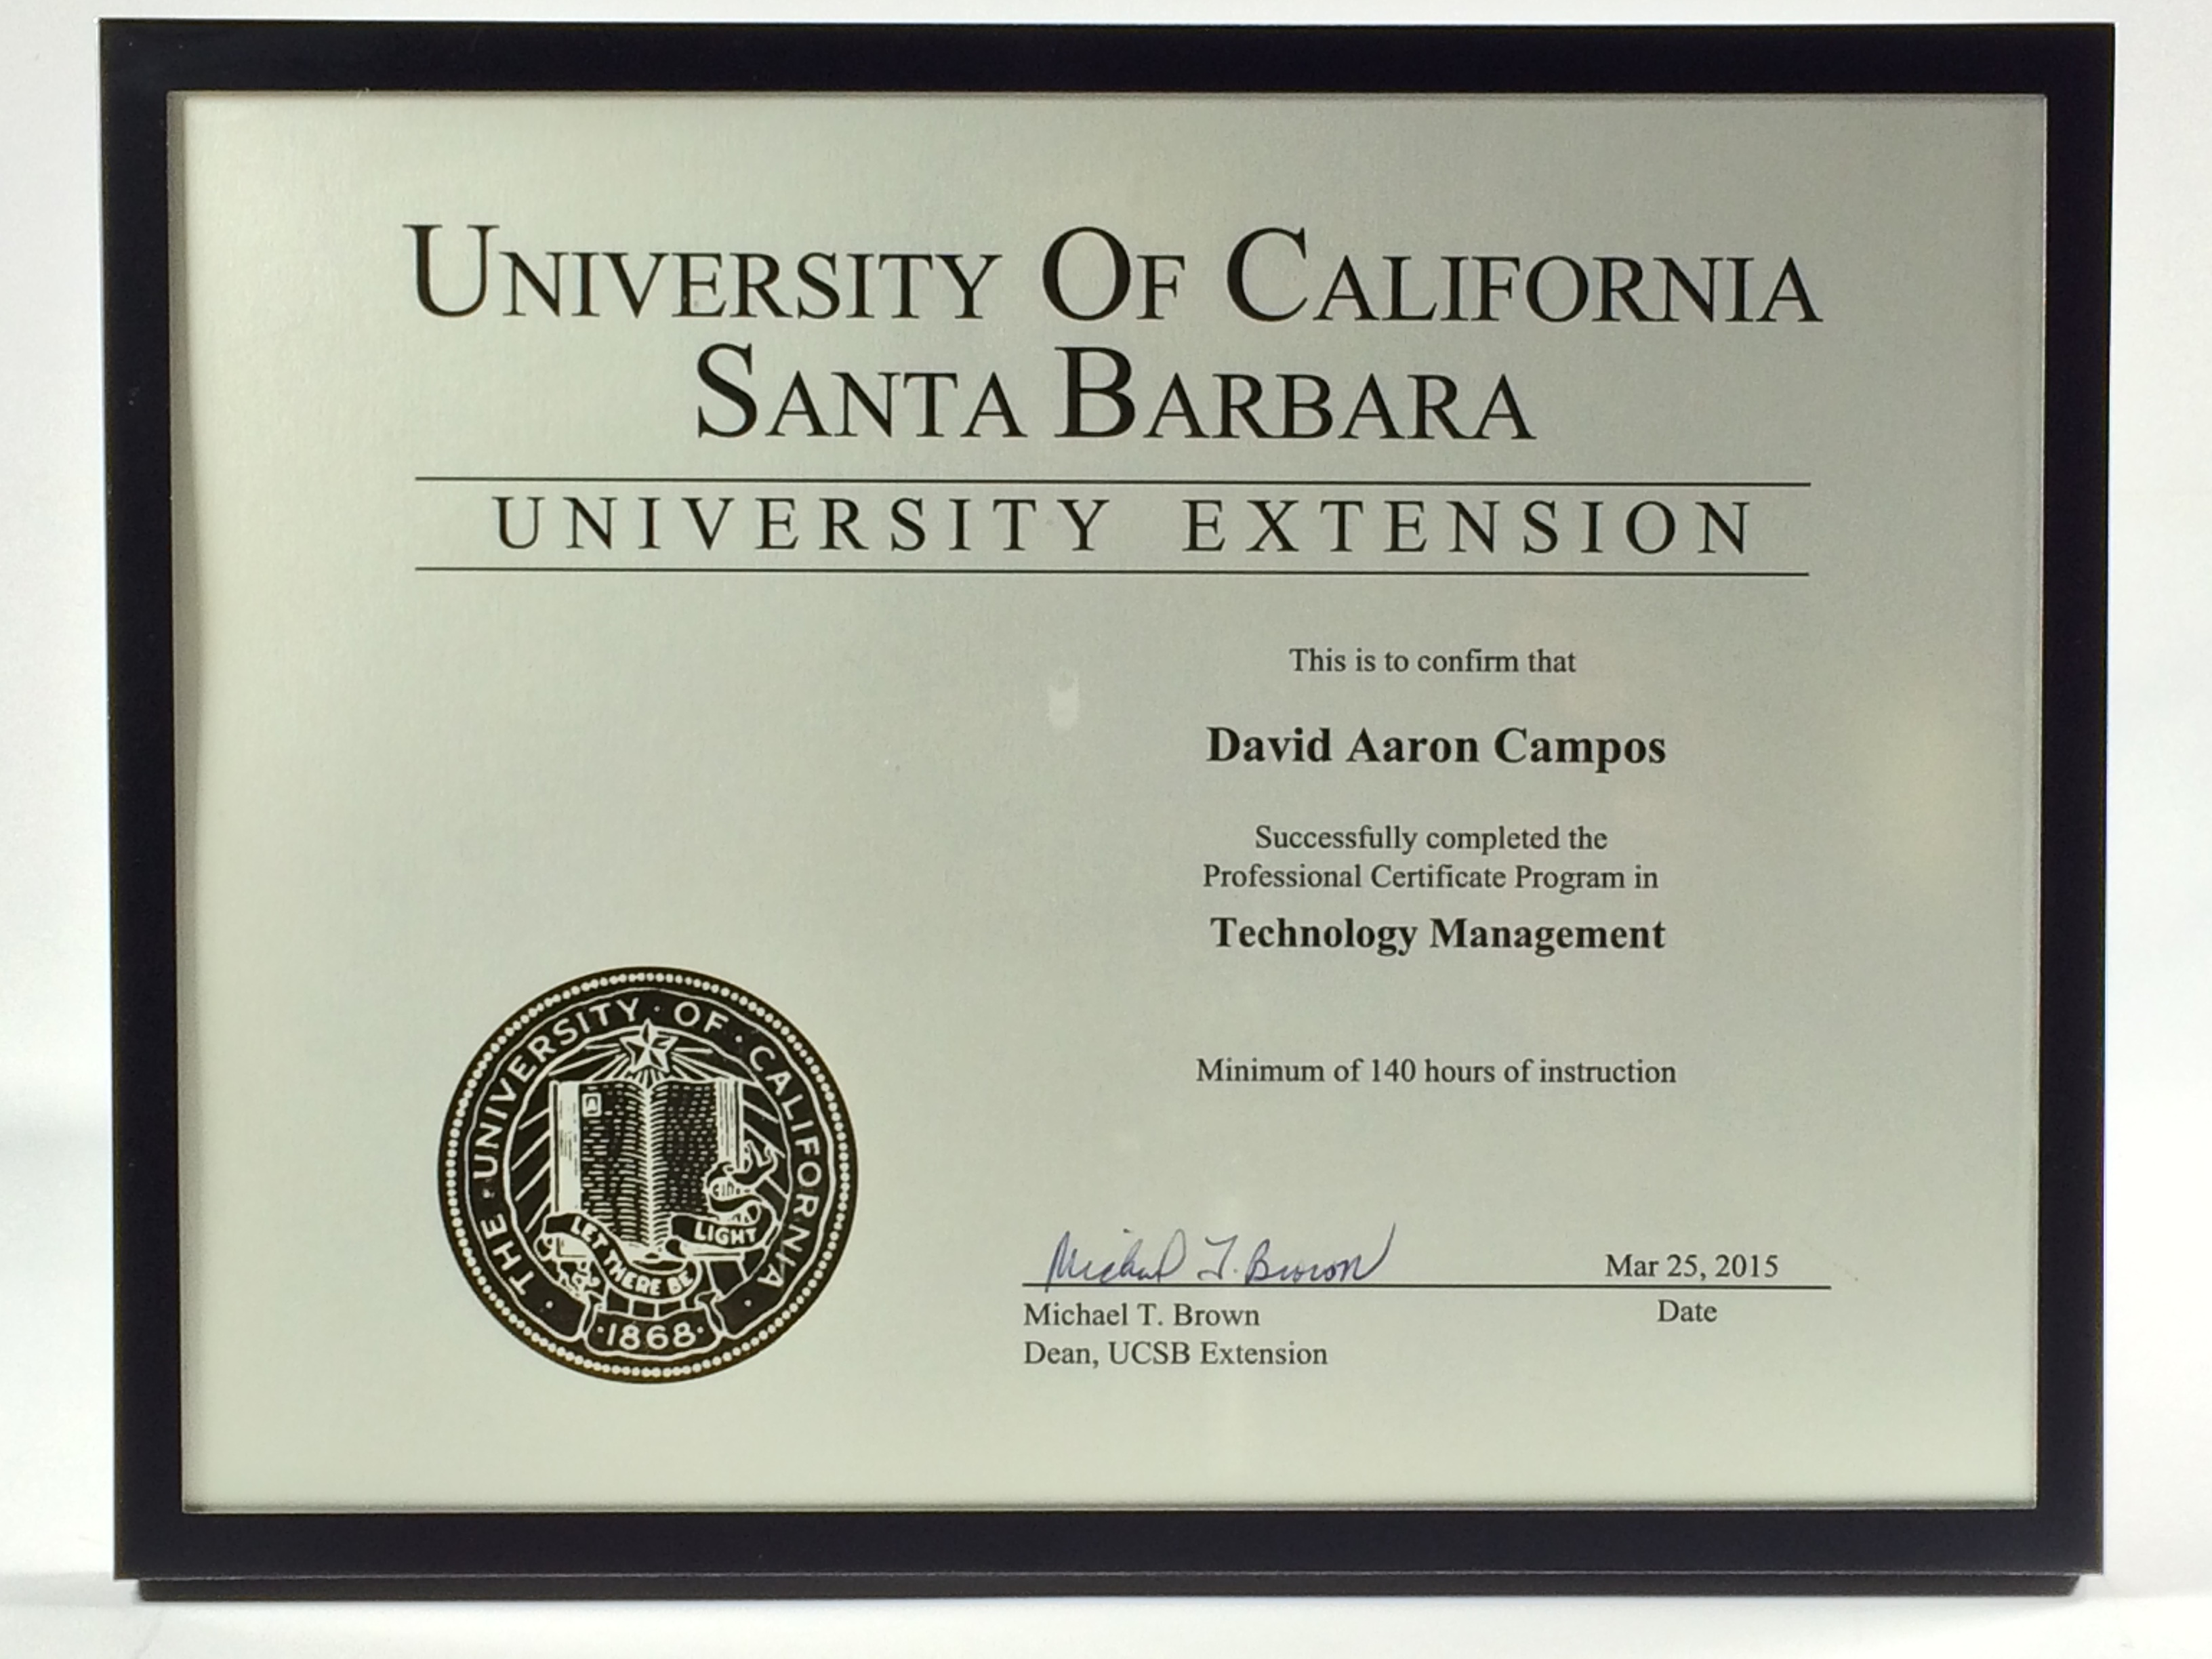 UNIVERSITY OF CALIFORNIA
SANTA BARBARA
UNIVERSITY EXTENSION
This is to confirm that
David Aaron Campos
Successfully completed the
Professional Certificate Program in
Technology Management
Minimum of 140 hours of instruction
THE · UNIVERSITY · OF · CALIFORNIA ·
A
LET THERE BE
LIGHT
·1868·
Michael T. Brown
Mar 25, 2015
Michael T. Brown
Date
Dean, UCSB Extension